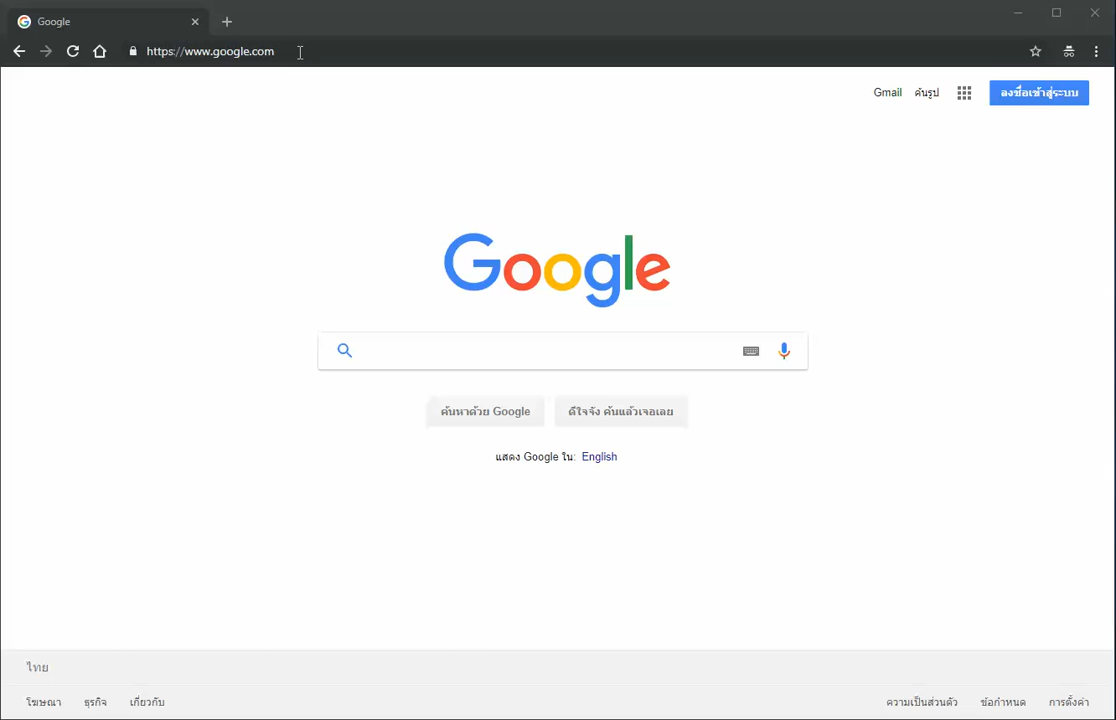 Google
https://www.google.com
Gmail ค้นรูป ลงชื่อเข้าสู่ระบบ
Google
ค้นหาด้วย Google ดีใจจัง ค้นแล้วเจอเลย
แสดง Google ใน: English
ไทย
โฆษณา ธุรกิจ เกี่ยวกับ ความเป็นส่วนตัว ข้อกำหนด การตั้งค่า